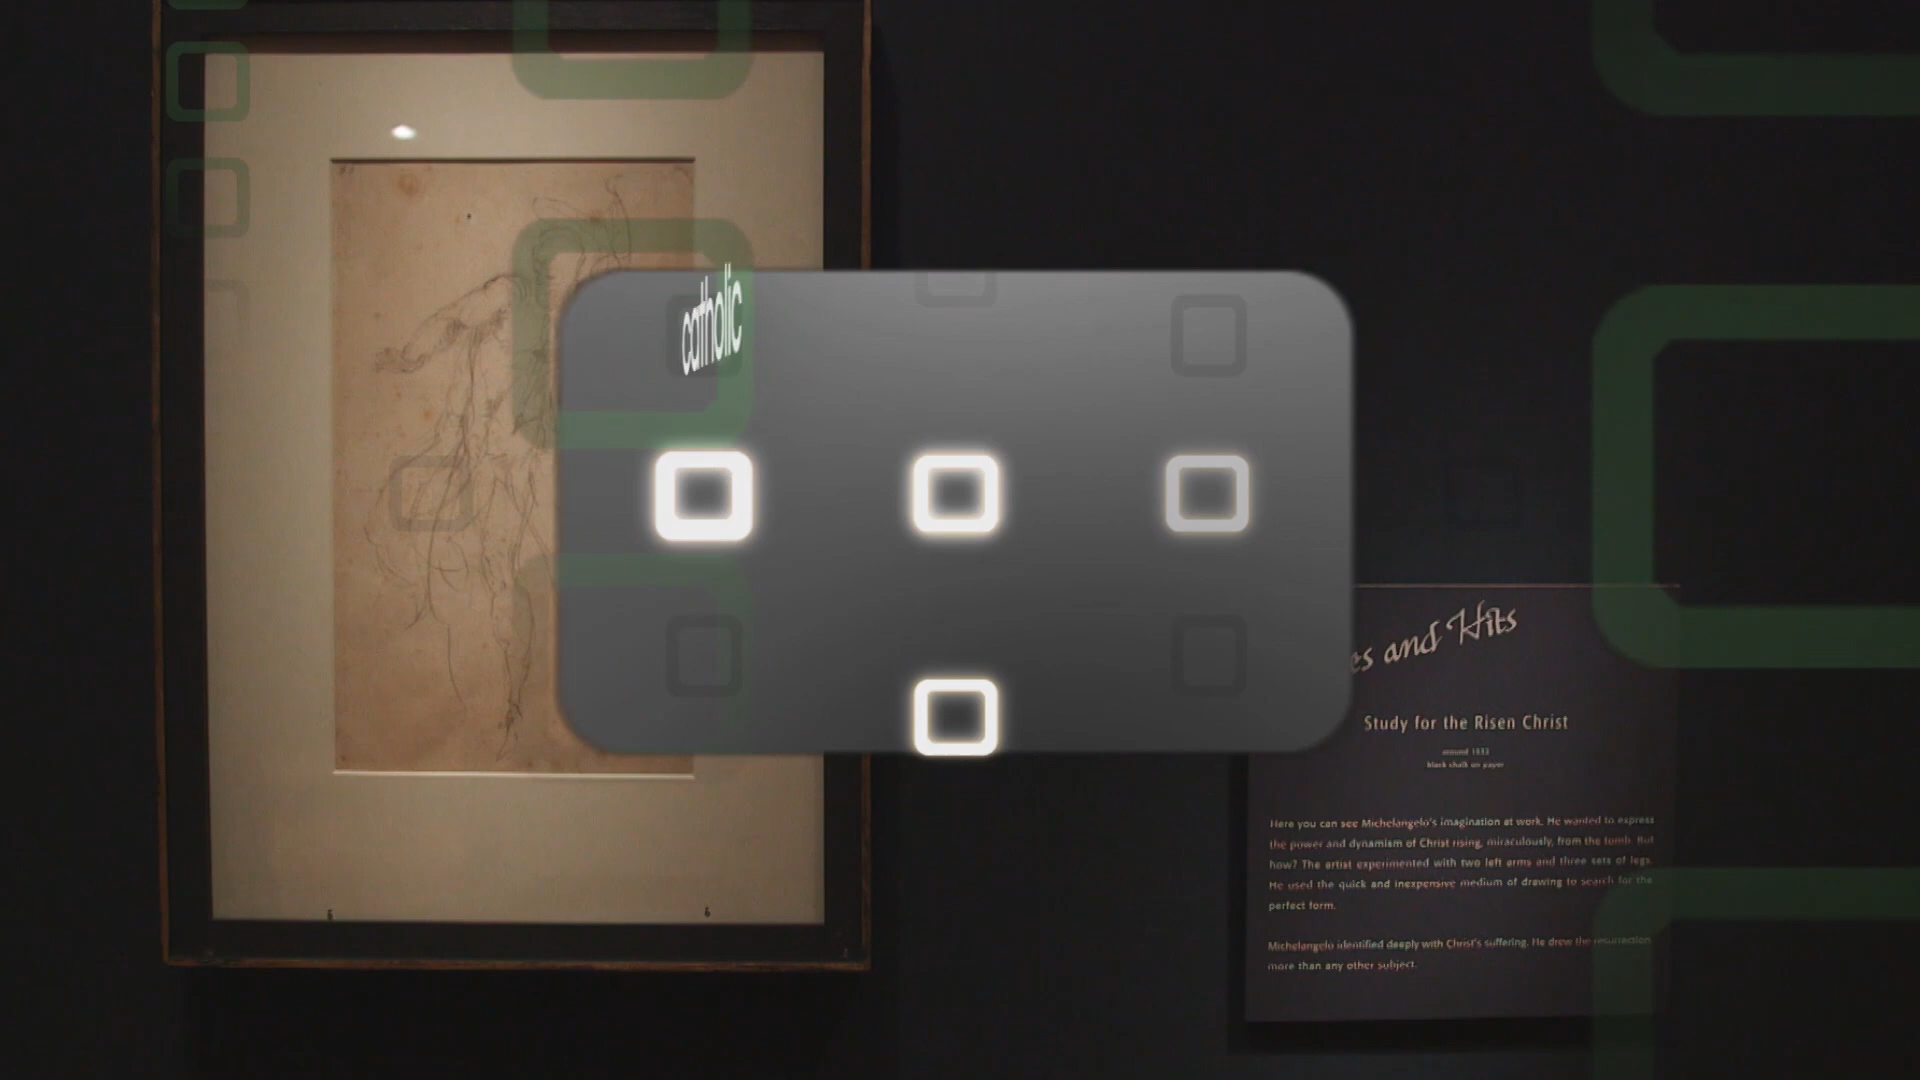 catholic
es and Hits
Study for the Risen Christ
around 1532
black chalk on paper
Here you can see Michelangelo's imagination at work. He wanted to express
the power and dynamism of Christ rising, miraculously, from the tomb. But
how? The artist experimented with two left arms and three sets of legs.
He used the quick and inexpensive medium of drawing to search for the
perfect form.
Michelangelo identified deeply with Christ's suffering. He drew the resurrection
more than any other subject.